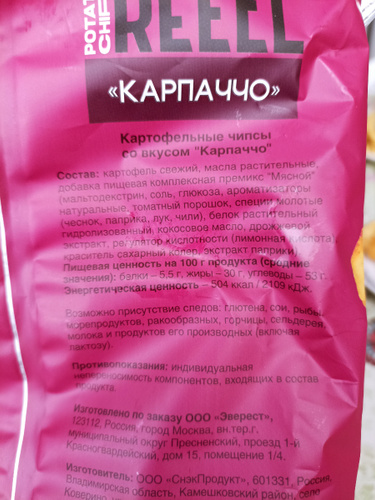 POTATO
CHIPS
REEEL
«КАРПАЧЧО»
Картофельные чипсы
со вкусом "Карпаччо"
Состав: картофель свежий, масла растительные,
добавка пищевая комплексная премикс "Мясной"
(мальтодекстрин, соль, глюкоза, ароматизаторы
натуральные, томатный порошок, специи молотые
(чеснок, паприка, лук, чили), белок растительный
гидролизованный, кокосовое масло, дрожжевой
экстракт, регулятор кислотности (лимонная кислота),
краситель сахарный колер, экстракт паприки).
Пищевая ценность на 100 г продукта (средние
значения): белки – 5.5 г, жиры – 30 г, углеводы – 53 г.
Энергетическая ценность – 504 ккал / 2109 кДж.
Возможно присутствие следов: глютена, сои, рыбы,
морепродуктов, ракообразных, горчицы, сельдерея,
молока и продуктов его производных (включая
лактозу).
Противопоказания: индивидуальная
непереносимость компонентов, входящих в состав
продукта.
Изготовлено по заказу ООО «Эверест»,
123112, Россия, город Москва, вн.тер.г.
муниципальный округ Пресненский, проезд 1-й
Красногвардейский, дом 15, помещение 1/4.
Изготовитель: ООО «СнэкПродукт», 601331, Россия,
Владимирская область, Камешковский район, село